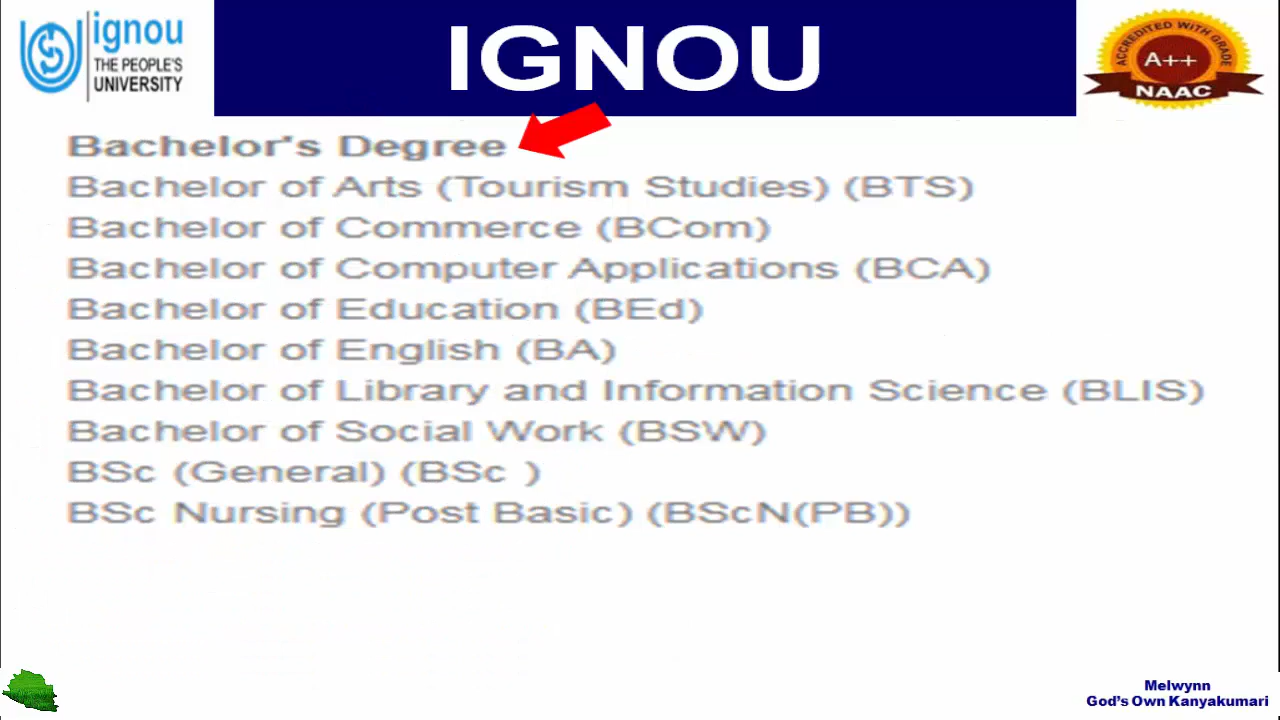 ignou
THE PEOPLE'S
UNIVERSITY
IGNOU
ACCREDITED WITH GRADE
A++
NAAC
Bachelor's Degree
Bachelor of Arts (Tourism Studies) (BTS)
Bachelor of Commerce (BCom)
Bachelor of Computer Applications (BCA)
Bachelor of Education (BEd)
Bachelor of English (BA)
Bachelor of Library and Information Science (BLIS)
Bachelor of Social Work (BSW)
BSc (General) (BSc )
BSc Nursing (Post Basic) (BScN(PB))
Melwynn
God's Own Kanyakumari